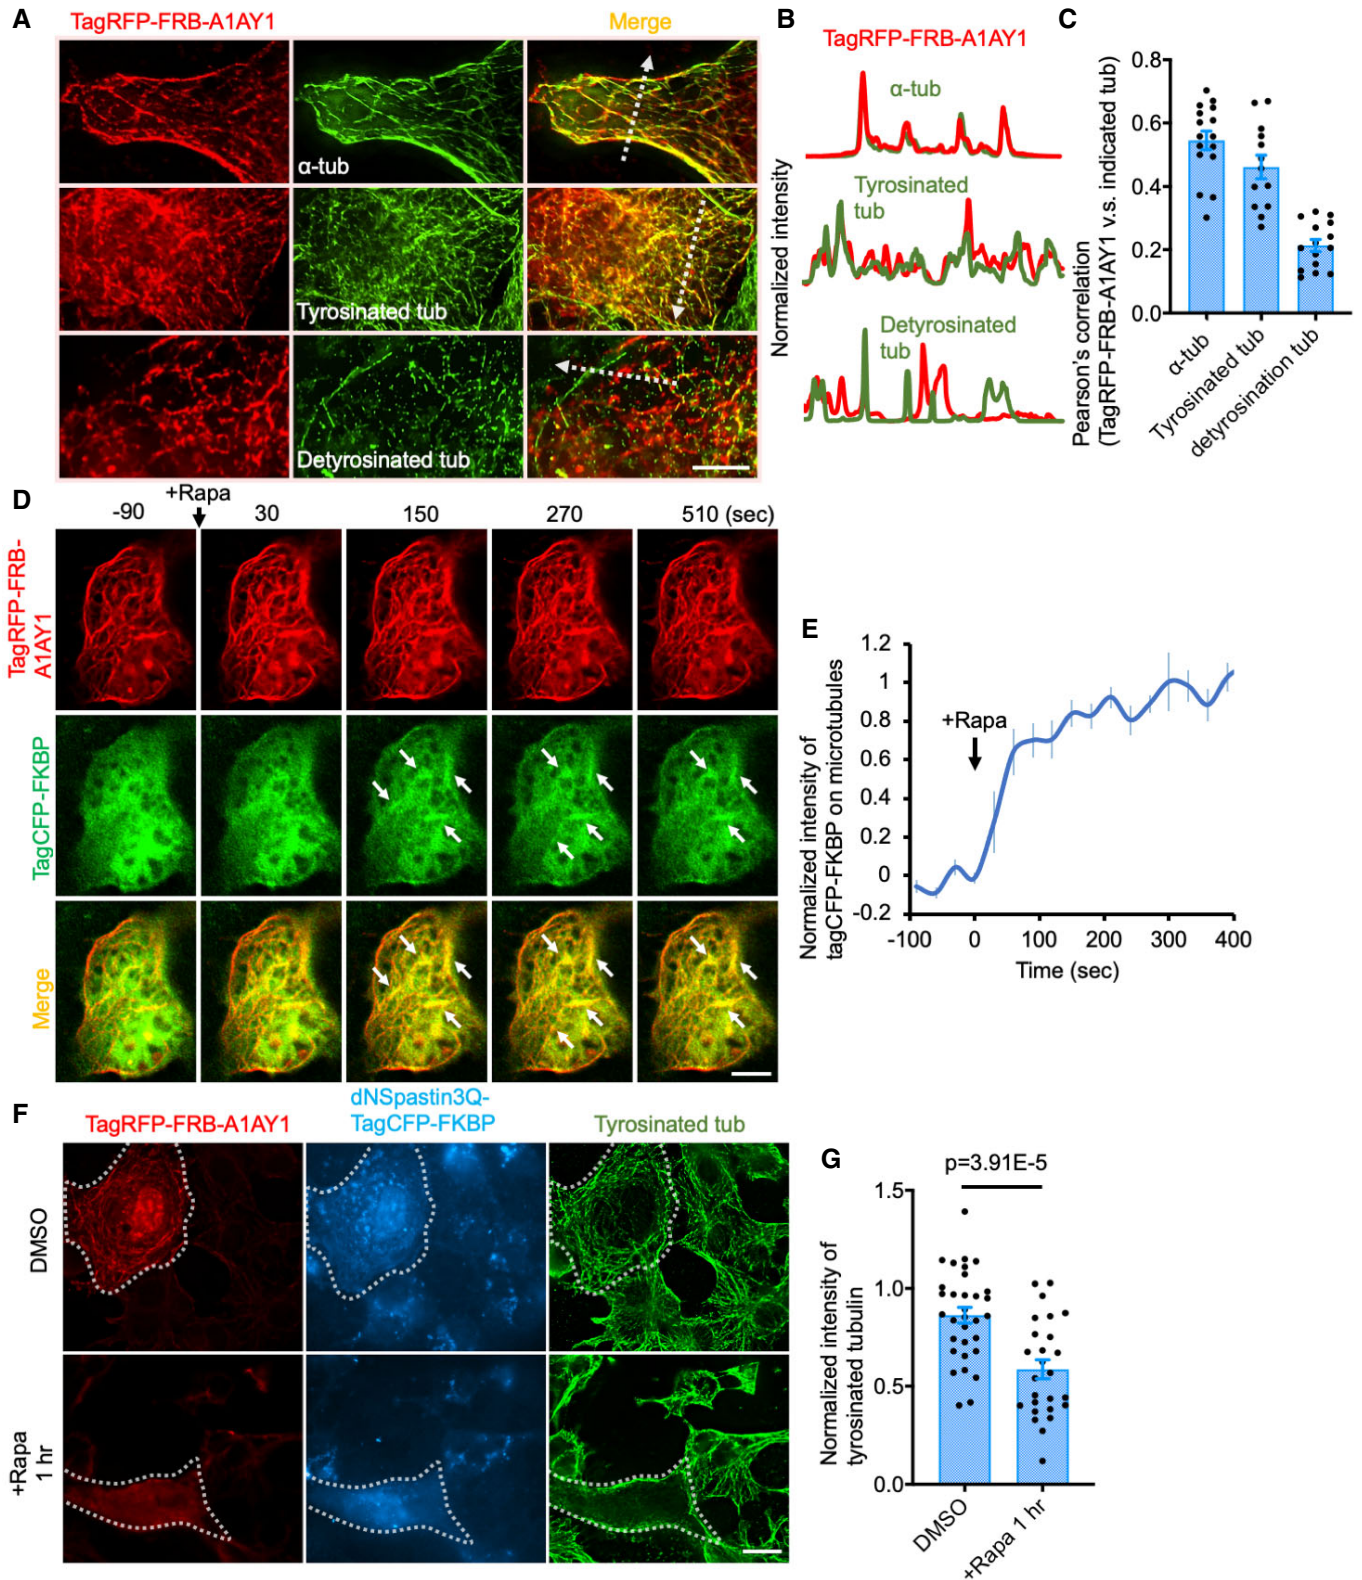 A
TagRFP-FRB-A1AY1
Merge
α-tub
Tyrosinated tub
Detyrosinated tub
B
TagRFP-FRB-A1AY1
Normalized intensity
α-tub
Tyrosinated
tub
Detyrosinated
tub
C
Pearson's correlation
(TagRFP-FRB-A1AY1 v.s. indicated tub)
0.8
0.6
0.4
0.2
0.0
α-tub
Tyrosinated tub
detyrosination tub
D
+Rapa
-90
30
150
270
510 (sec)
TagRFP-FRB-
A1AY1
TagCFP-FKBP
Merge
E
Normalized intensity of
tagCFP-FKBP on microtubules
1.2
1
0.8
0.6
0.4
0.2
0
-0.2
+Rapa
-100
0
100
200
300
400
Time (sec)
F
TagRFP-FRB-A1AY1
dNSpastin3Q-
TagCFP-FKBP
Tyrosinated tub
DMSO
+Rapa
1 hr
G
p=3.91E-5
Normalized intensity of
tyrosinated tubulin
1.5
1.0
0.5
0.0
DMSO
+Rapa 1 hr